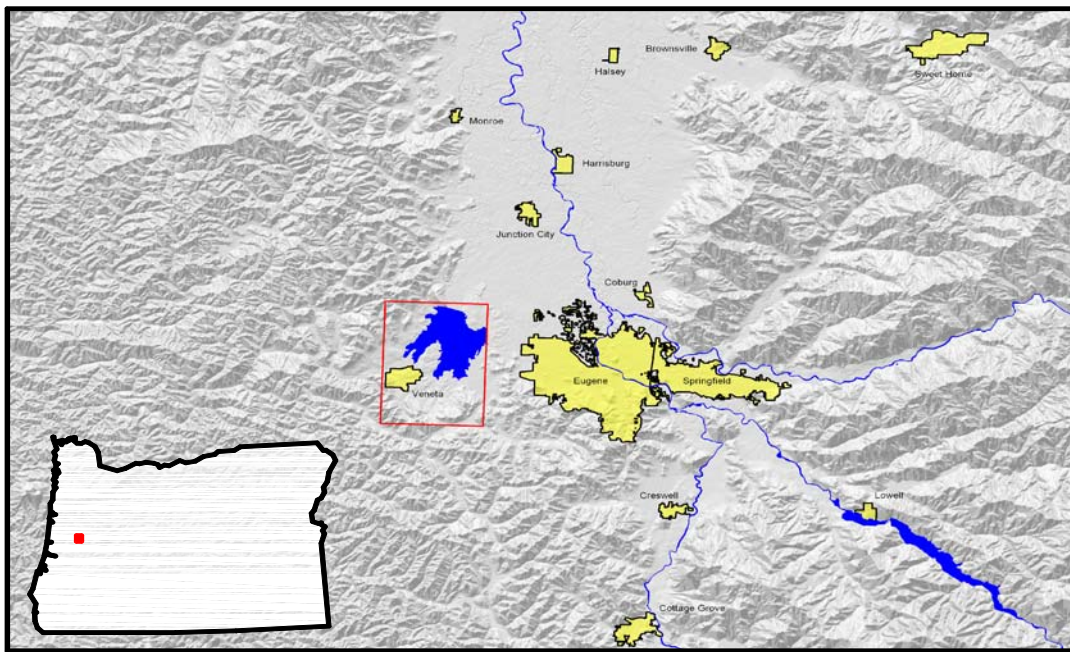 Brownsville
Halsey
Sweet Home
Monroe
Harrisburg
Junction City
Coburg
Eugene
Springfield
Veneta
Creswell
Lowell
Cottage Grove